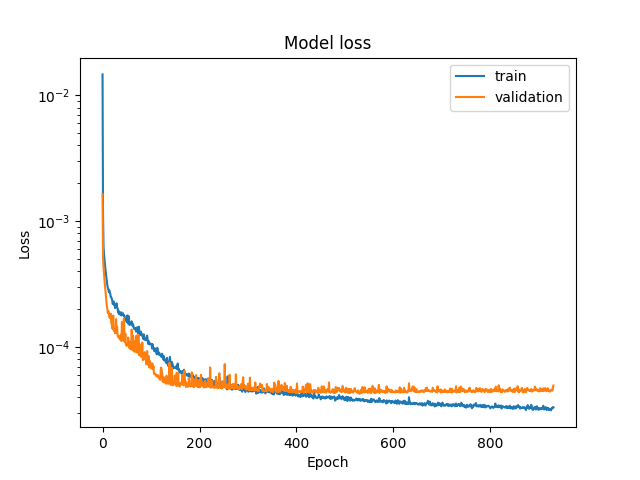 Model loss
train
validation
10⁻²
10⁻³
10⁻⁴
Loss
0 200 400 600 800
Epoch